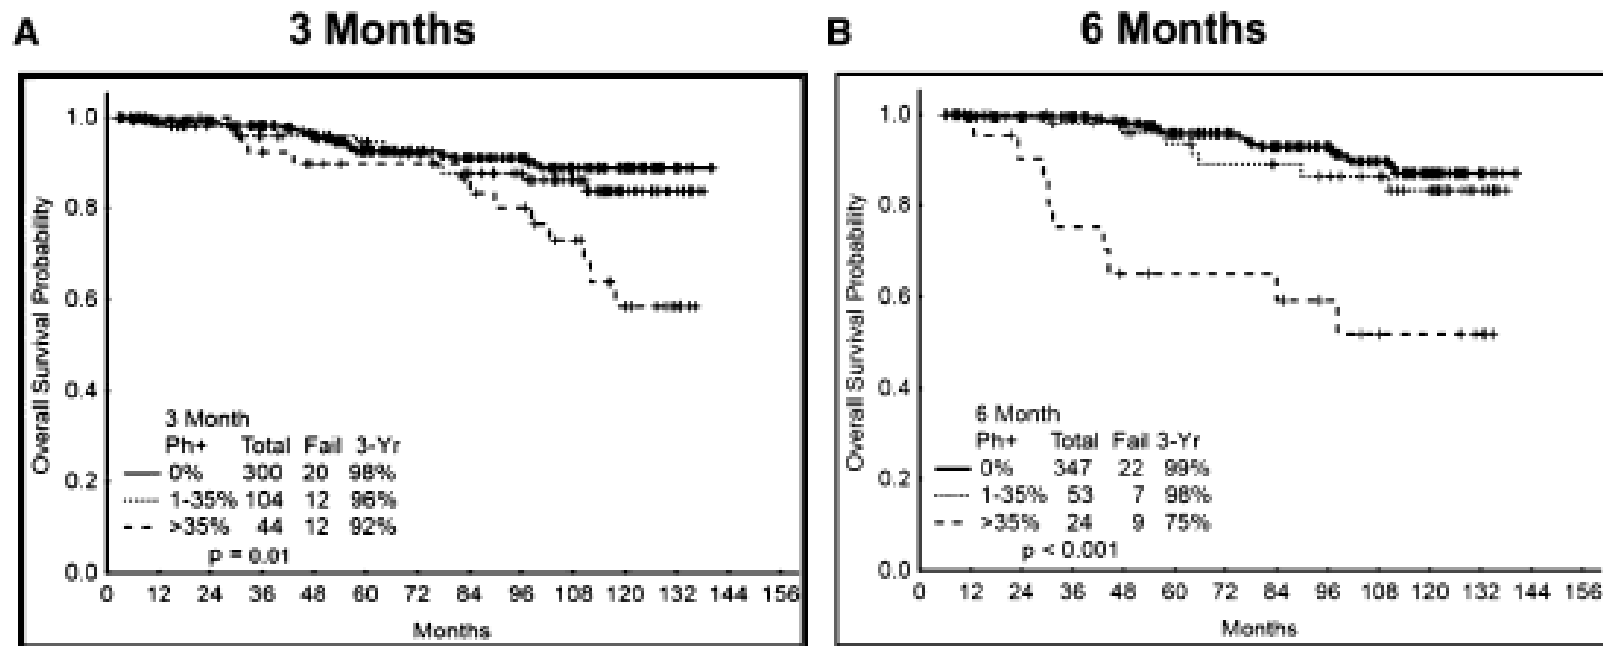 A 3 Months
Overall Survival Probability
1.0
0.8
0.6
0.4
0.2
0.0
3 Month
Ph+ Total Fail 3-Yr
0% 300 20 98%
1-35% 104 12 96%
>35% 44 12 92%
p = 0.01
0 12 24 36 48 60 72 84 96 108 120 132 144 156
Months
B 6 Months
Overall Survival Probability
1.0
0.8
0.6
0.4
0.2
0.0
6 Month
Ph+ Total Fail 3-Yr
0% 347 22 99%
1-35% 53 7 98%
>35% 24 9 75%
p < 0.001
0 12 24 36 48 60 72 84 96 108 120 132 144 156
Months